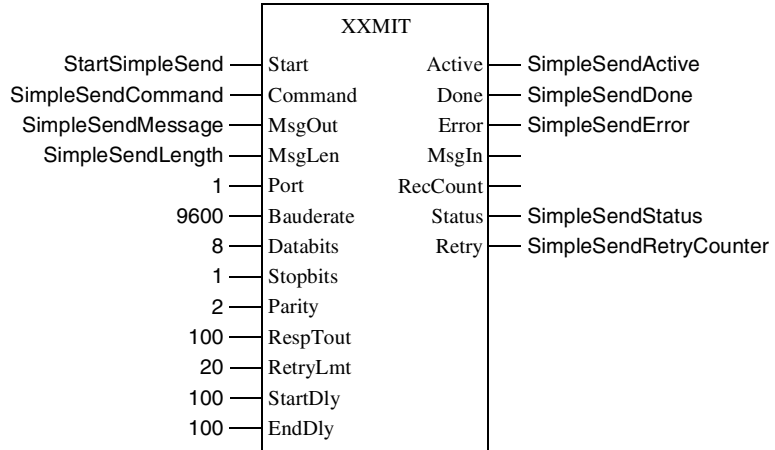 XXMIT
StartSimpleSend Start Active SimpleSendActive
SimpleSendCommand Command Done SimpleSendDone
SimpleSendMessage MsgOut Error SimpleSendError
SimpleSendLength MsgLen MsgIn
1 Port RecCount
9600 Bauderate Status SimpleSendStatus
8 Databits Retry SimpleSendRetryCounter
1 Stopbits
2 Parity
100 RespTout
20 RetryLmt
100 StartDly
100 EndDly